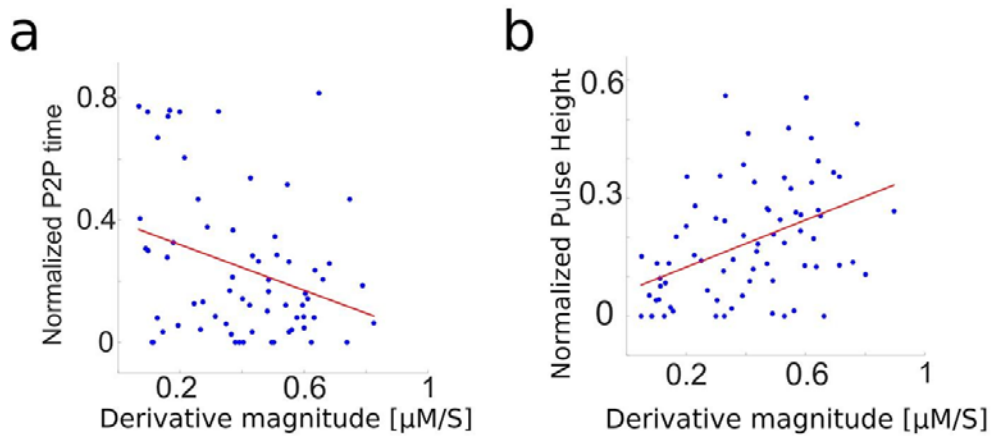 a
Normalized P2P time
0.8
0.4
0
0.2
0.6
1
Derivative magnitude [µM/S]
b
Normalized Pulse Height
0.6
0.3
0
0.2
0.6
1
Derivative magnitude [µM/S]